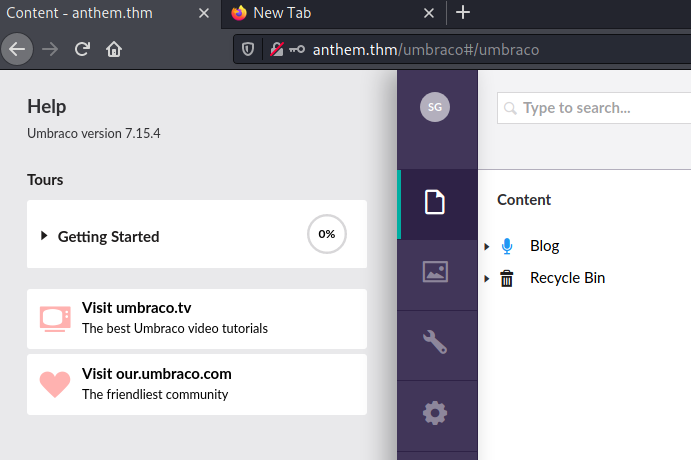 Content - anthem.thm
New Tab
anthem.thm/umbraco#/umbraco
Help
Umbraco version 7.15.4
Tours
Getting Started
0%
Visit umbraco.tv
The best Umbraco video tutorials
Visit our.umbraco.com
The friendliest community
SG
Type to search...
Content
Blog
Recycle Bin